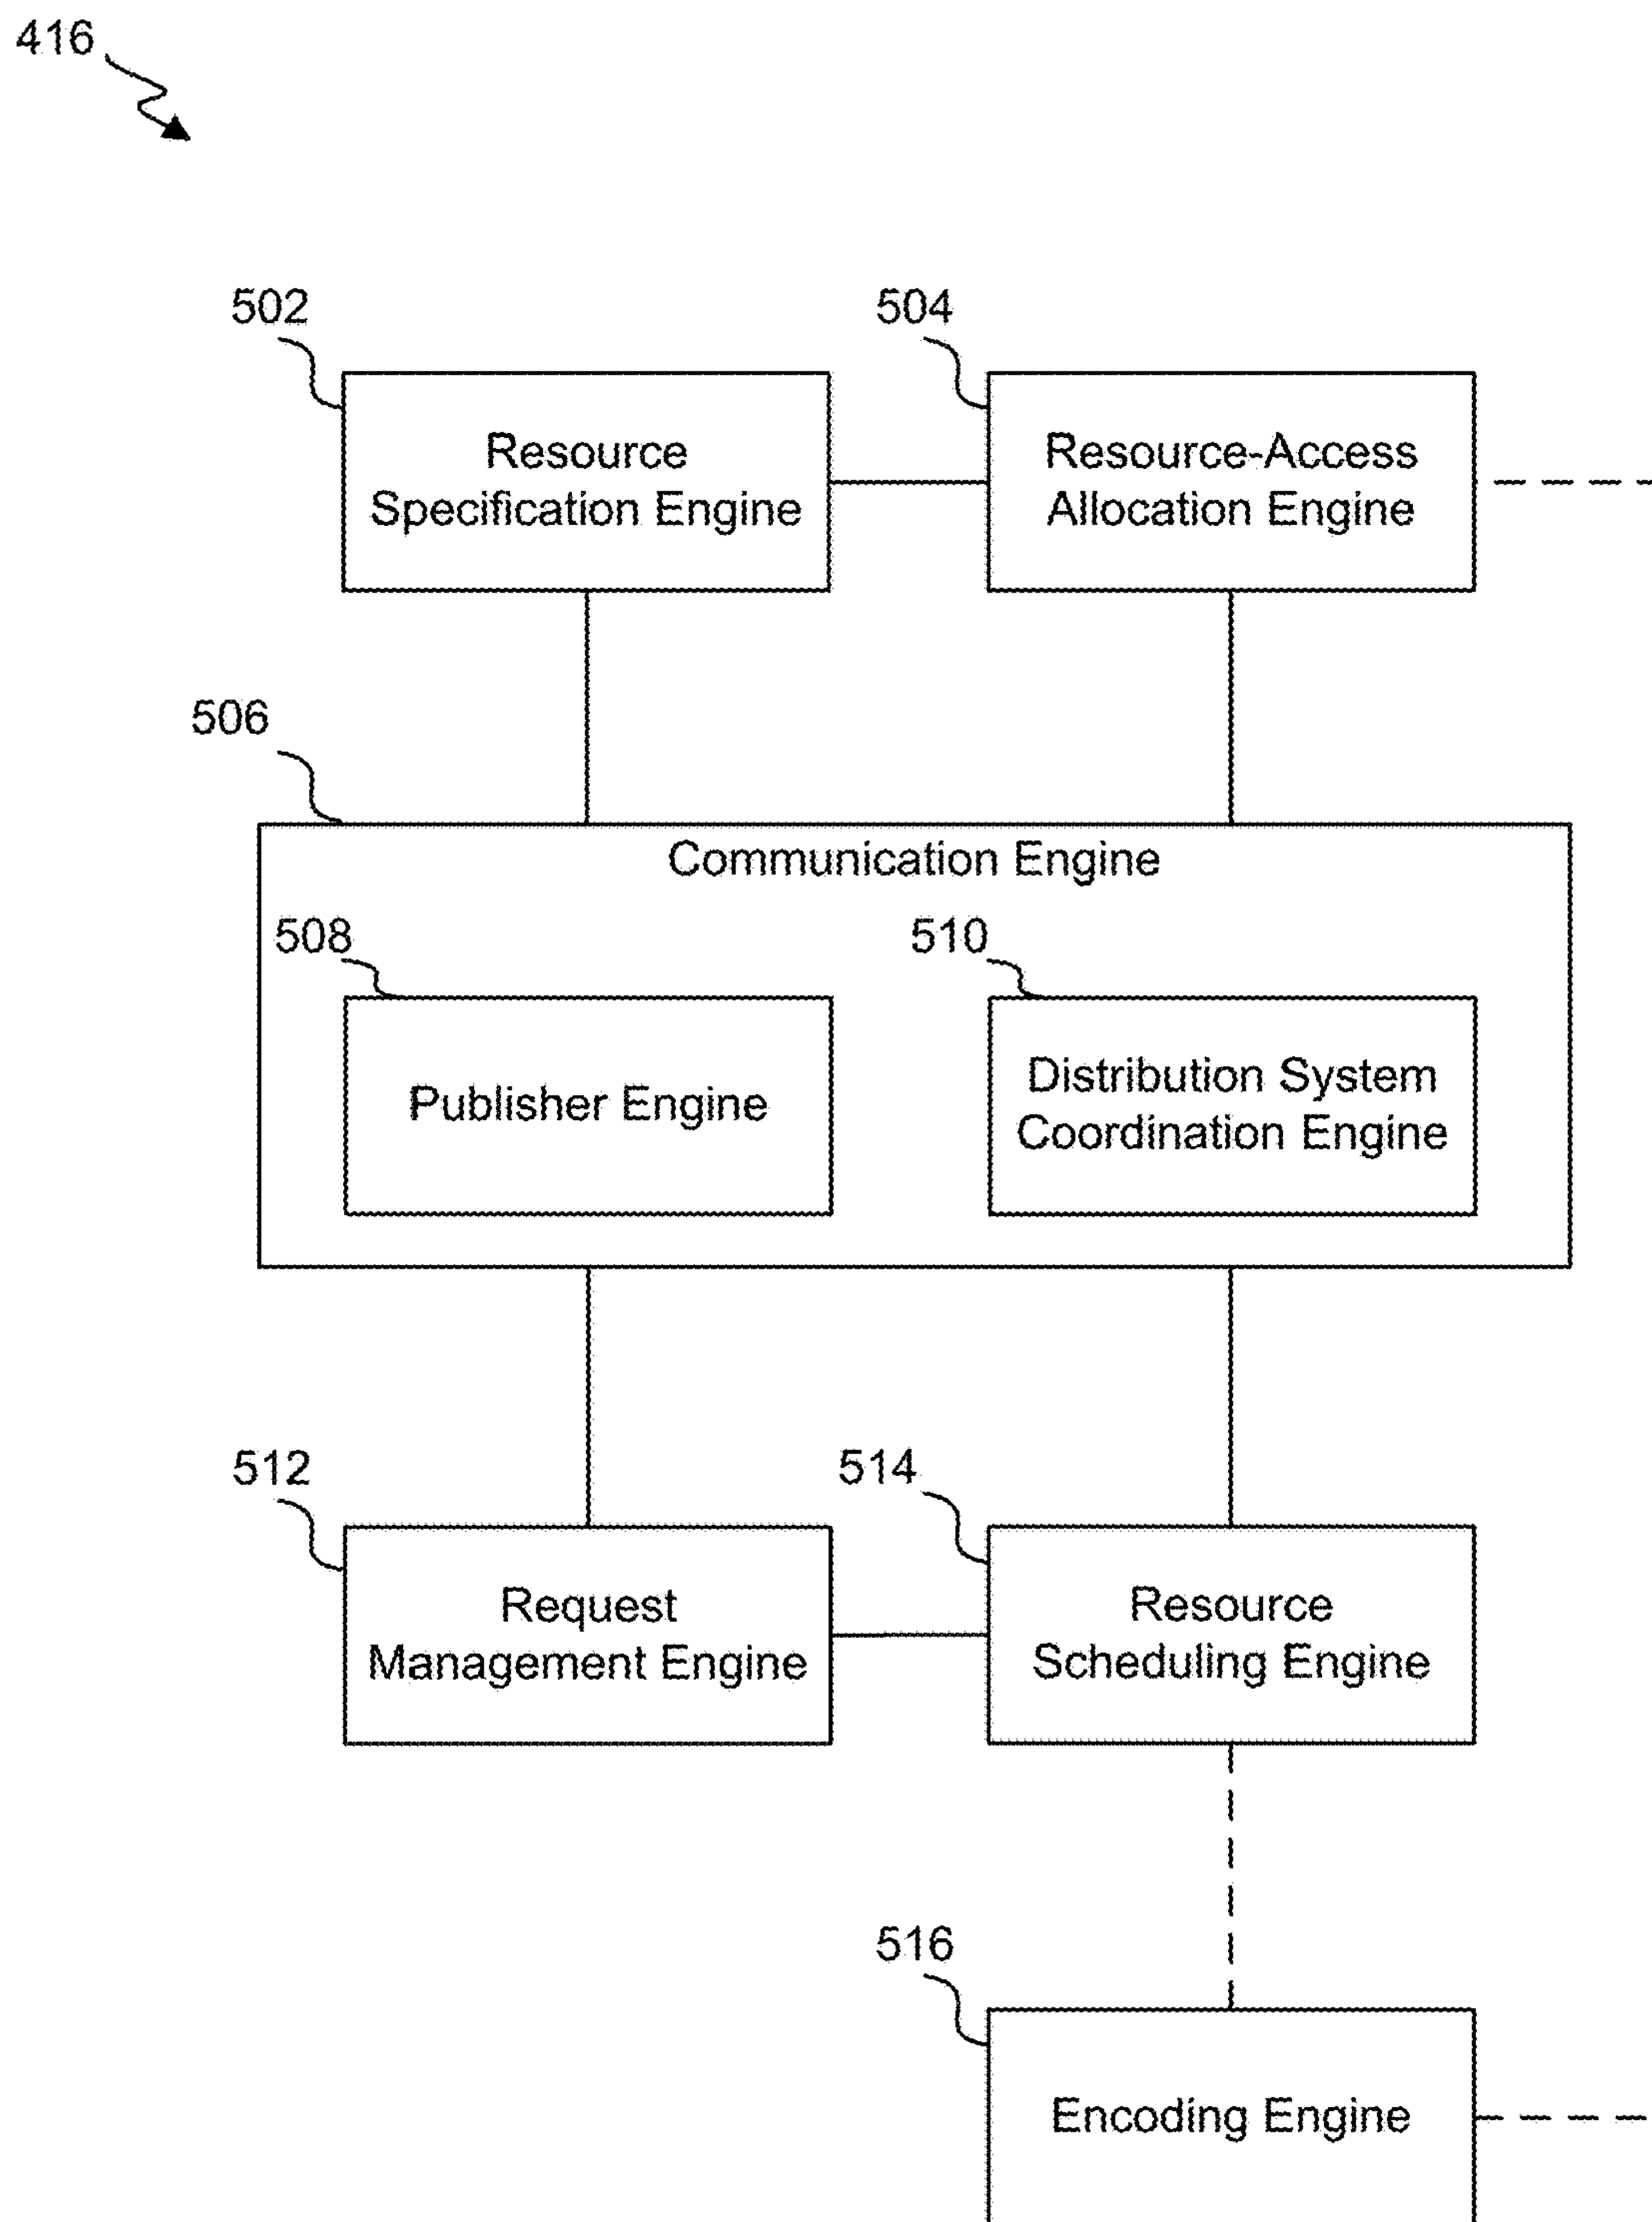 416
502
504
Resource
Specification Engine
Resource-Access
Allocation Engine
506
Communication Engine
508
510
Publisher Engine
Distribution System
Coordination Engine
512
514
Request
Management Engine
Resource
Scheduling Engine
516
Encoding Engine